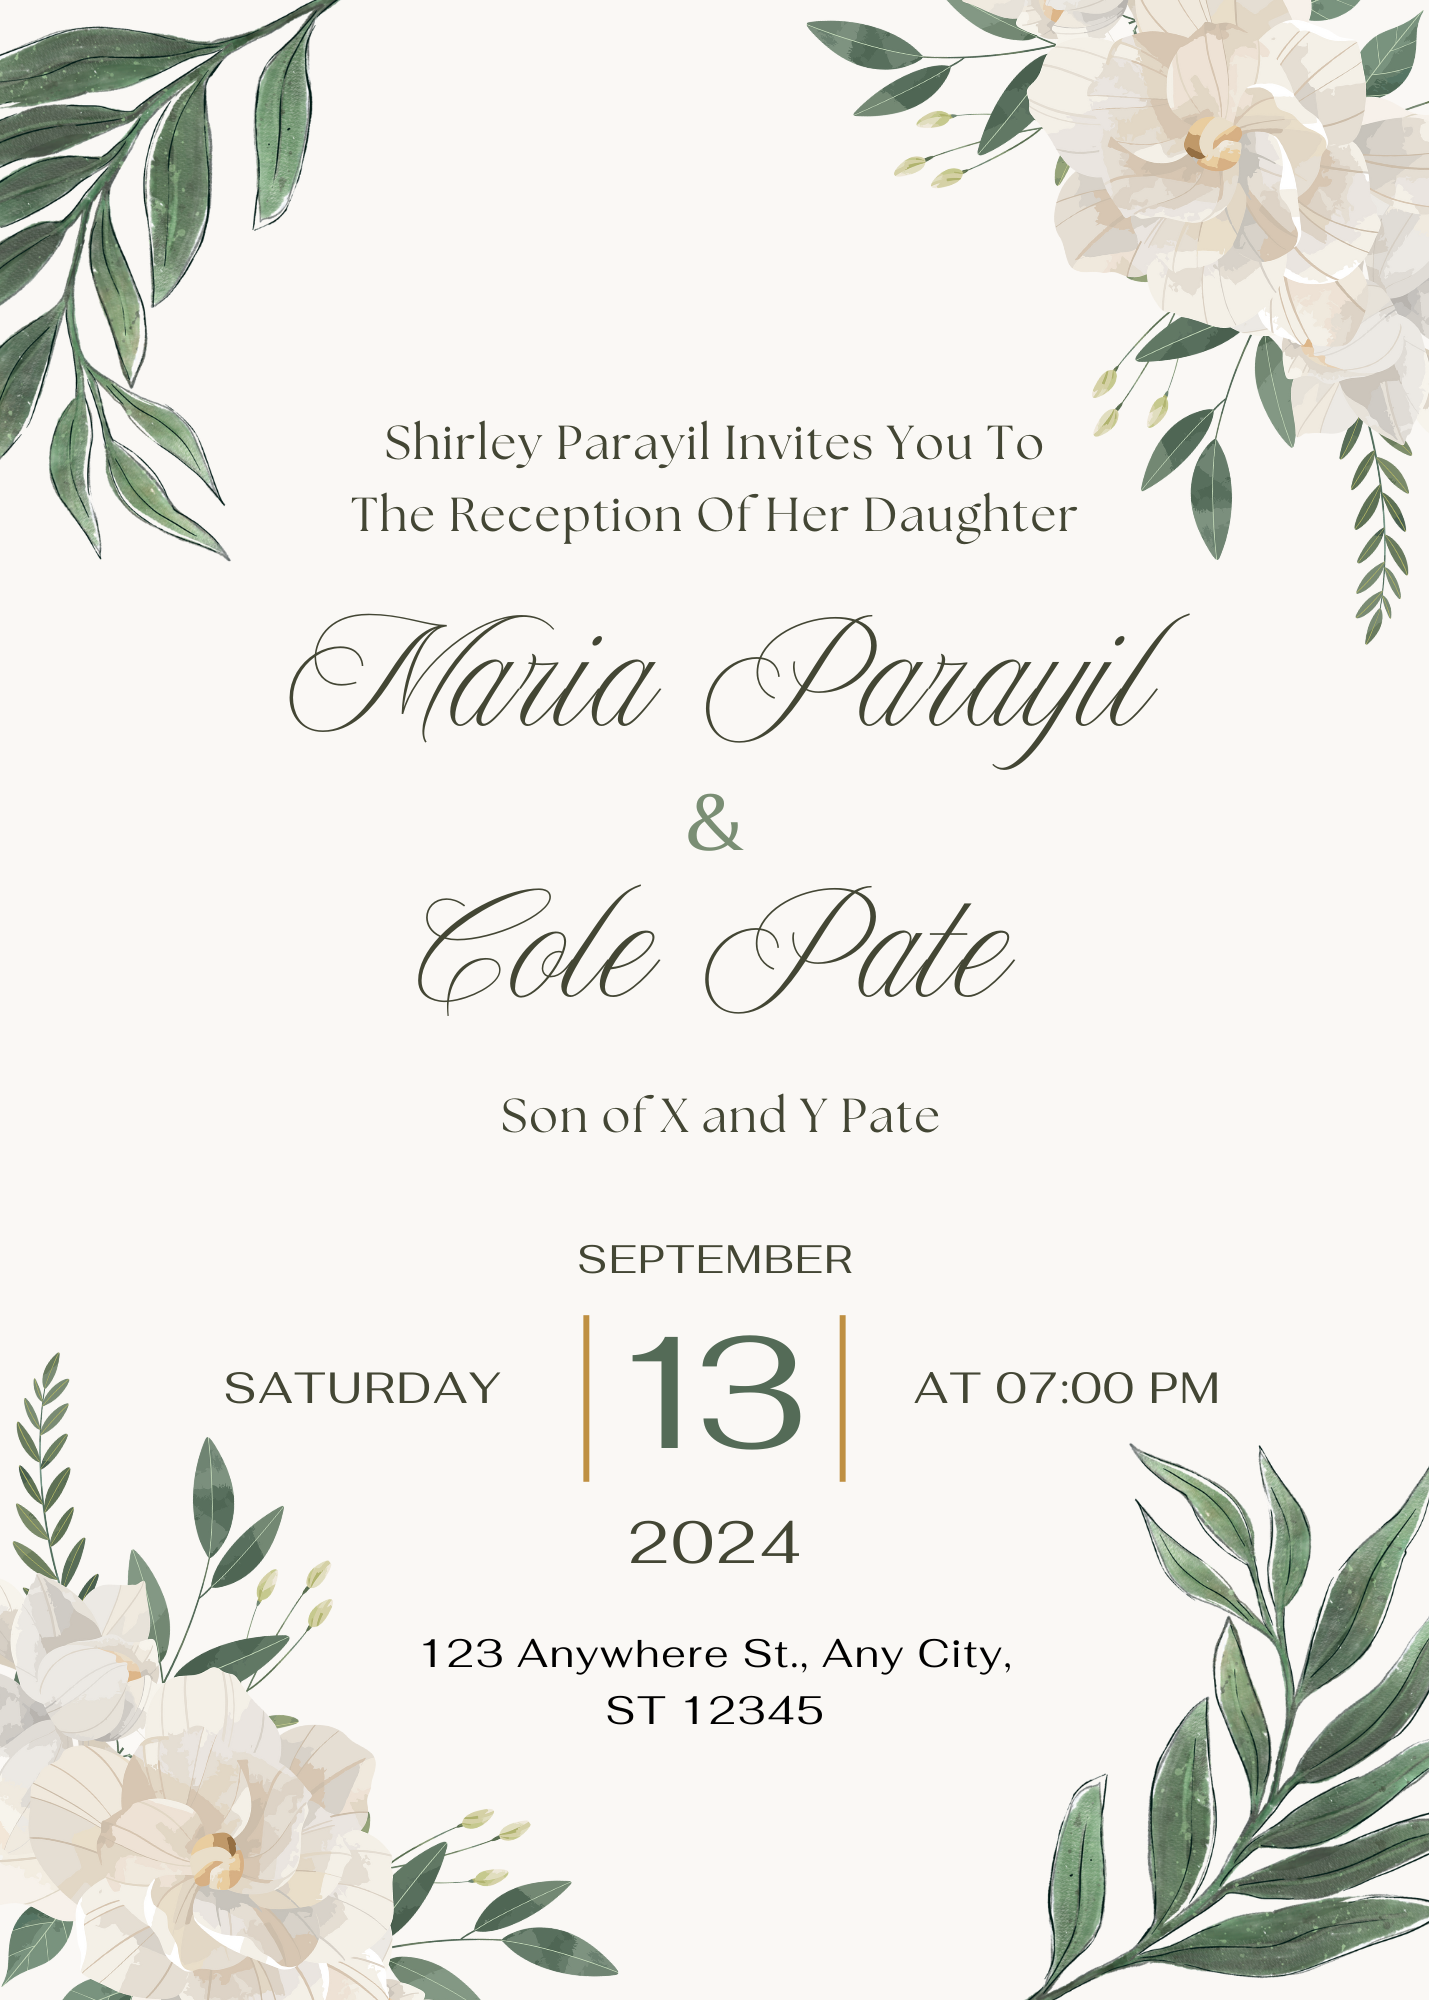 Shirley Parayil Invites You To
The Reception Of Her Daughter
Maria Parayil
&
Cole Pate
Son of X and Y Pate
SEPTEMBER
SATURDAY
13
AT 07:00 PM
2024
123 Anywhere St., Any City,
ST 12345